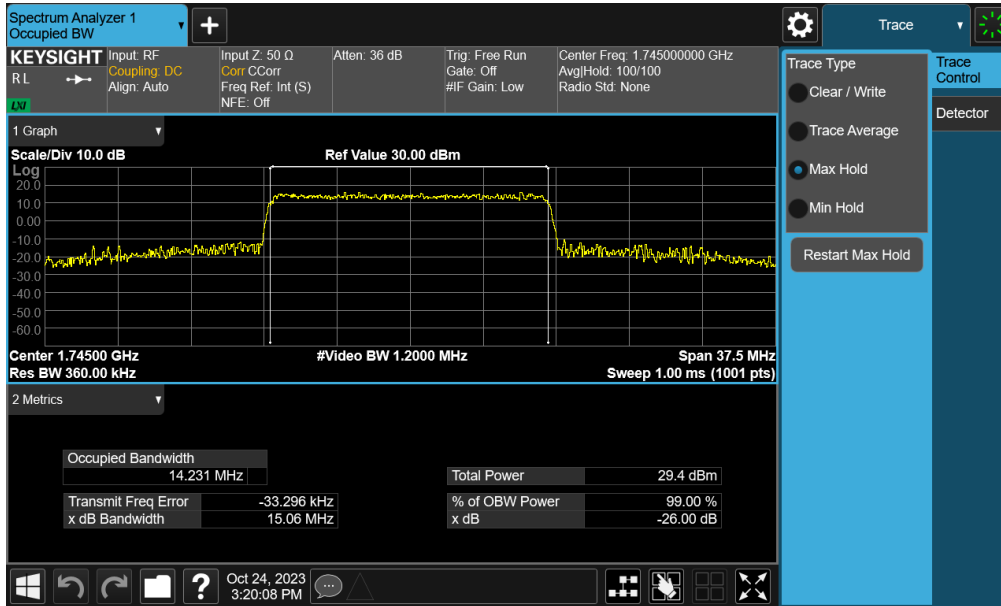 Spectrum Analyzer 1
Occupied BW
Trace
KEYSIGHT
R L
LXI
Input: RF
Coupling: DC
Align: Auto
Input Z: 50 Ω
Corr CCorr
Freq Ref: Int (S)
NFE: Off
Atten: 36 dB
Trig: Free Run
Gate: Off
#IF Gain: Low
Center Freq: 1.745000000 GHz
Avg|Hold: 100/100
Radio Std: None
1 Graph
Scale/Div 10.0 dB
Ref Value 30.00 dBm
Log
20.0
10.0
0.00
-10.0
-20.0
-30.0
-40.0
-50.0
-60.0
Center 1.74500 GHz
#Video BW 1.2000 MHz
Span 37.5 MHz
Res BW 360.00 kHz
Sweep 1.00 ms (1001 pts)
2 Metrics
Occupied Bandwidth
14.231 MHz
Total Power 29.4 dBm
Transmit Freq Error -33.296 kHz
% of OBW Power 99.00 %
x dB Bandwidth 15.06 MHz
x dB -26.00 dB
Oct 24, 2023
3:20:08 PM
?
Trace Type
Clear / Write
Trace Average
Max Hold
Min Hold
Restart Max Hold
Trace
Control
Detector